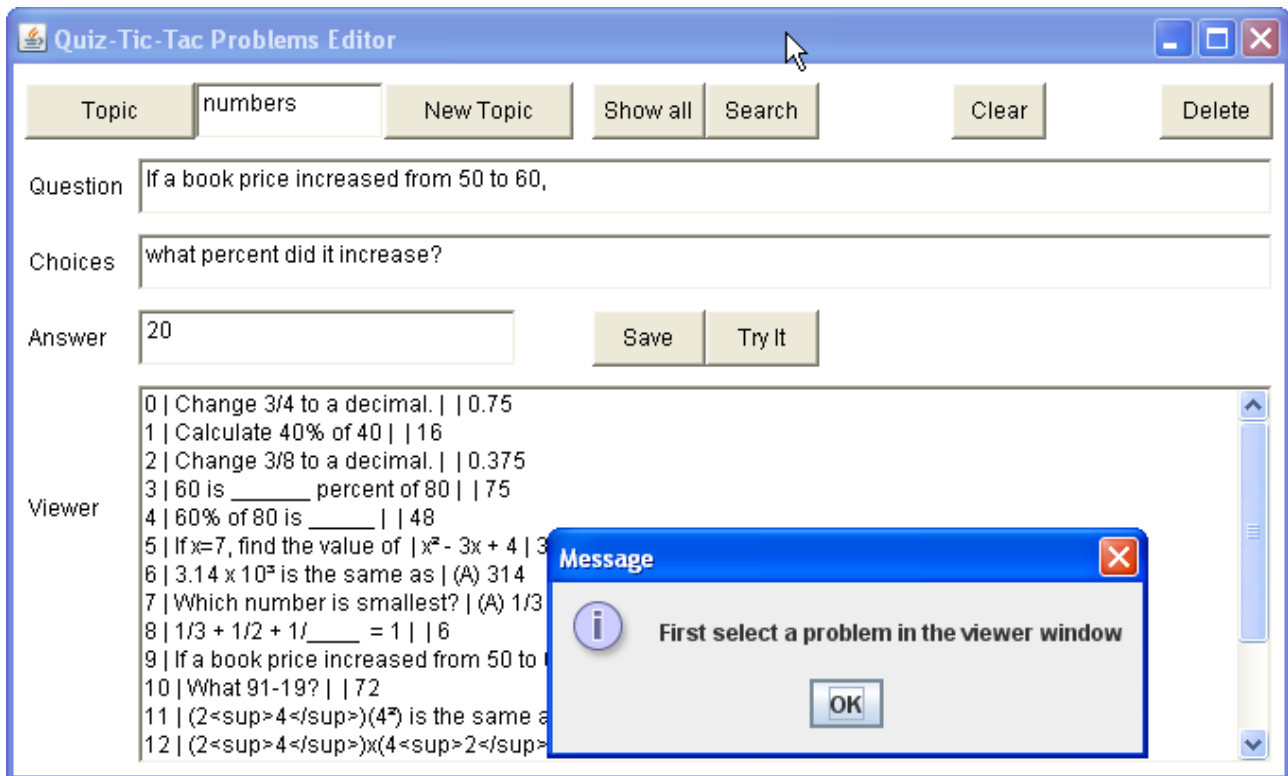 Quiz-Tic-Tac Problems Editor
Topic numbers New Topic Show all Search Clear Delete
Question If a book price increased from 50 to 60,
Choices what percent did it increase?
Answer 20 Save Try It
Viewer
0 | Change 3/4 to a decimal. | | 0.75
1 | Calculate 40% of 40 | | 16
2 | Change 3/8 to a decimal. | | 0.375
3 | 60 is _______ percent of 80 | | 75
4 | 60% of 80 is ______ | | 48
5 | If x=7, find the value of | x² - 3x + 4 | 3
6 | 3.14 x 10² is the same as | (A) 314
7 | Which number is smallest? | (A) 1/3
8 | 1/3 + 1/2 + 1/____ = 1 | | 6
9 | If a book price increased from 50 to
10 | What 91-19? | | 72
11 | (2<sup>4</sup>)(4²) is the same a
12 | (2<sup>4</sup>)x(4<sup>2</sup>
Message
First select a problem in the viewer window
OK